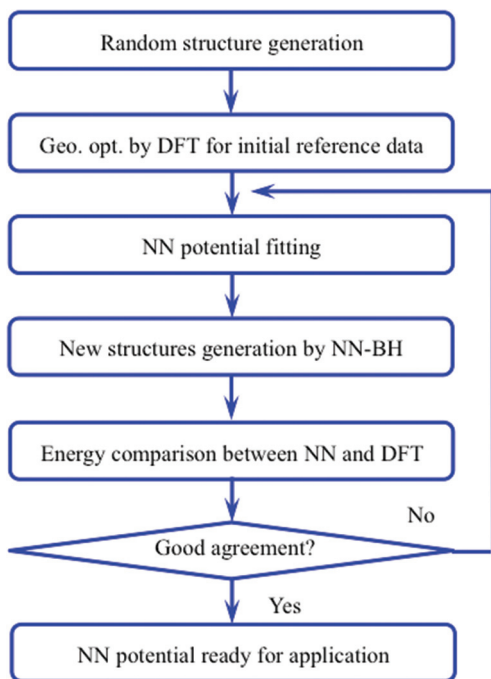 Random structure generation
Geo. opt. by DFT for initial reference data
NN potential fitting
New structures generation by NN-BH
Energy comparison between NN and DFT
No
Good agreement?
Yes
NN potential ready for application